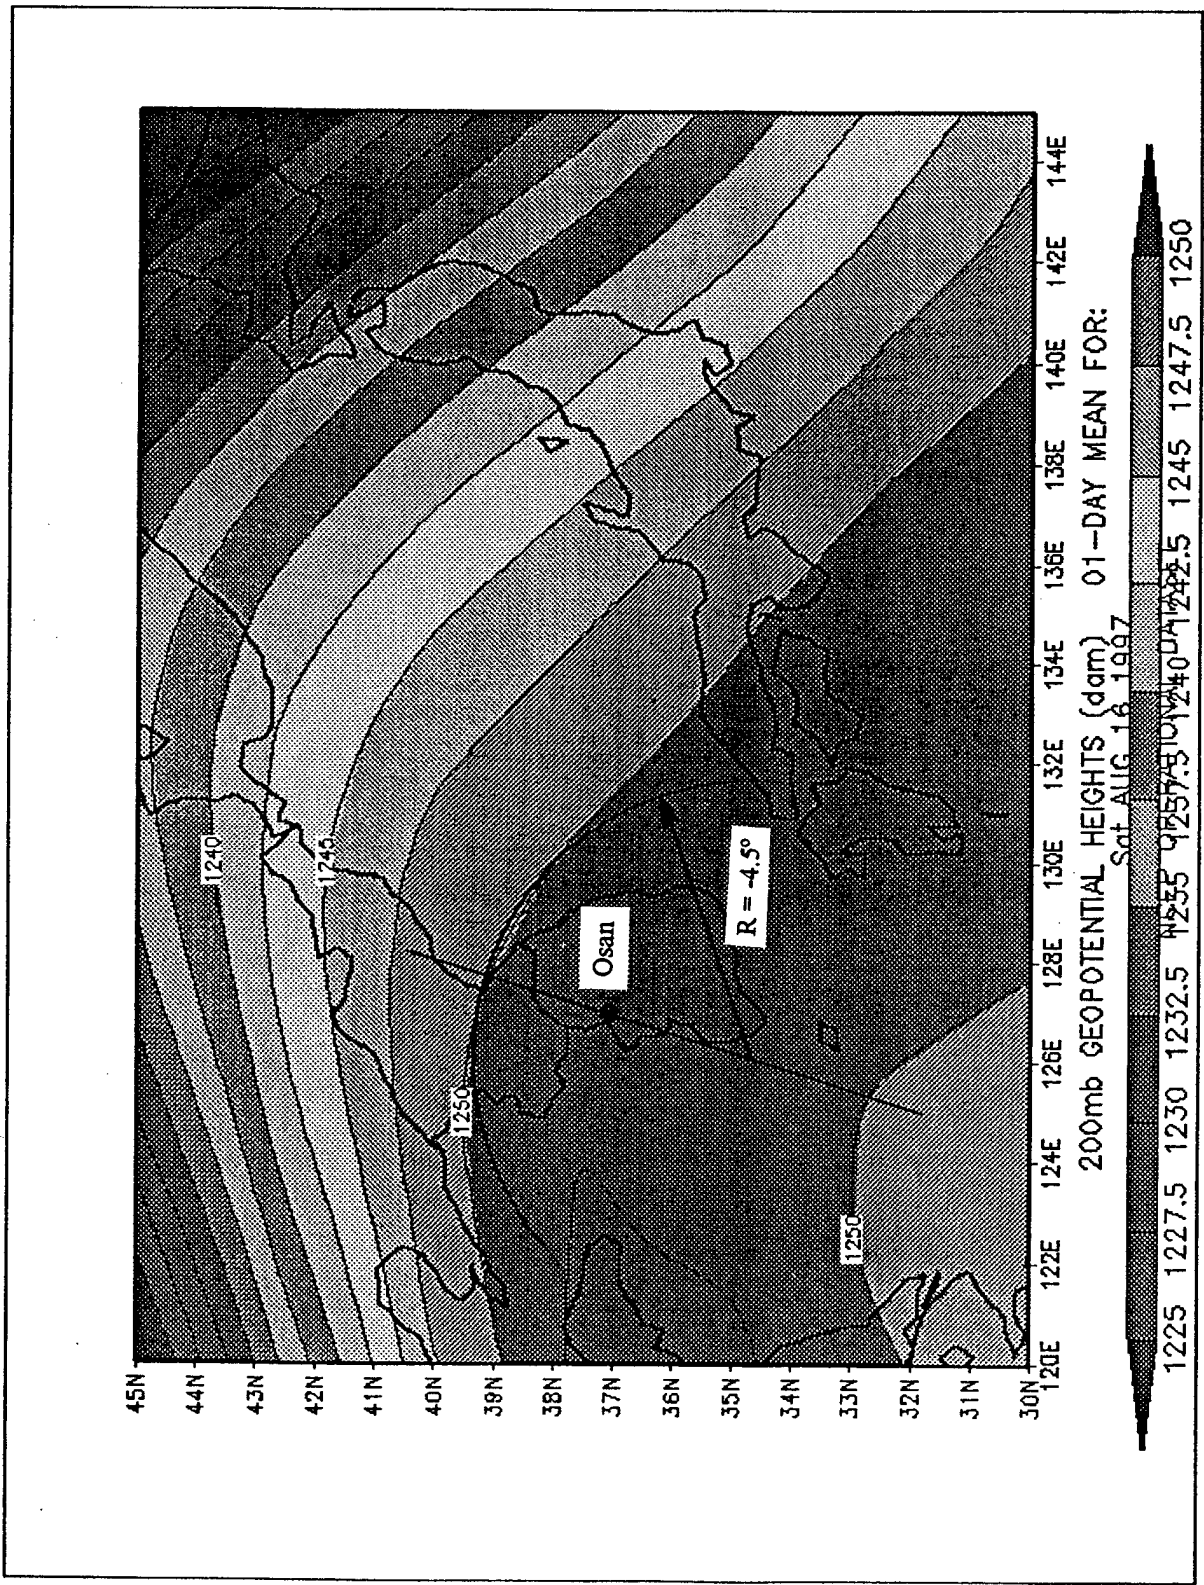 45N
44N
43N
42N
41N
40N
39N
38N
37N
36N
35N
34N
33N
32N
31N
30N
1240
1245
1250
1250
Osan
R = -4.5°
120E 122E 124E 126E 128E 130E 132E 134E 136E 138E 140E 142E 144E
200mb GEOPOTENTIAL HEIGHTS (dam) 01-DAY MEAN FOR:
Sat AUG 16 1997
OPERATIONAL
1225 1227.5 1230 1232.5 1235 1237.5 1240 1242.5 1245 1247.5 1250